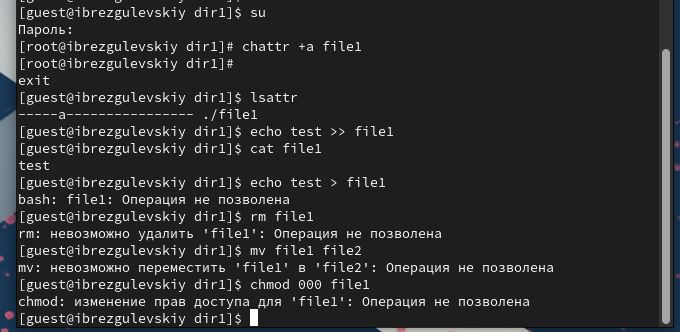 [guest@ibrezgulevskiy dir1]$ su
Пароль:
[root@ibrezgulevskiy dir1]# chattr +a file1
[root@ibrezgulevskiy dir1]#
exit
[guest@ibrezgulevskiy dir1]$ lsattr
-----a---------------- ./file1
[guest@ibrezgulevskiy dir1]$ echo test >> file1
[guest@ibrezgulevskiy dir1]$ cat file1
test
[guest@ibrezgulevskiy dir1]$ echo test > file1
bash: file1: Операция не позволена
[guest@ibrezgulevskiy dir1]$ rm file1
rm: невозможно удалить 'file1': Операция не позволена
[guest@ibrezgulevskiy dir1]$ mv file1 file2
mv: невозможно переместить 'file1' в 'file2': Операция не позволена
[guest@ibrezgulevskiy dir1]$ chmod 000 file1
chmod: изменение прав доступа для 'file1': Операция не позволена
[guest@ibrezgulevskiy dir1]$